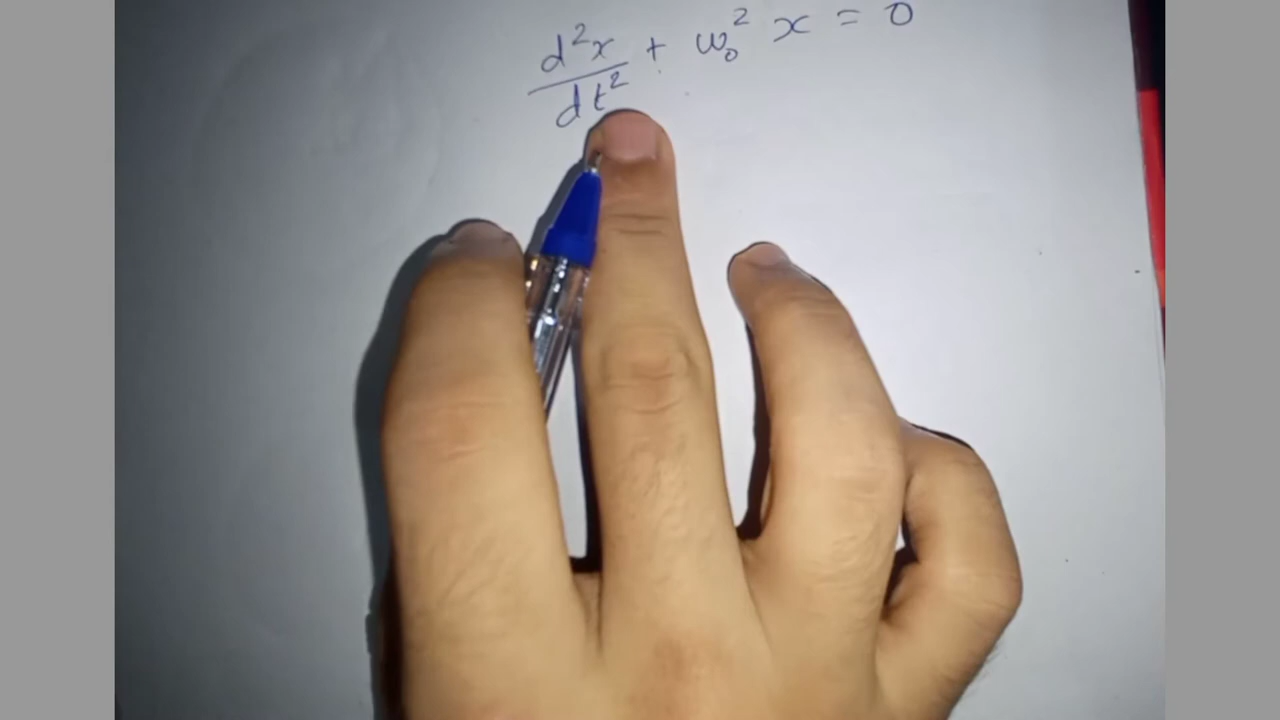 d²x/dt² + ω₀² x = 0